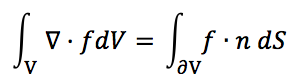 ∫_V ∇ · f dV = ∫_∂V f · n dS